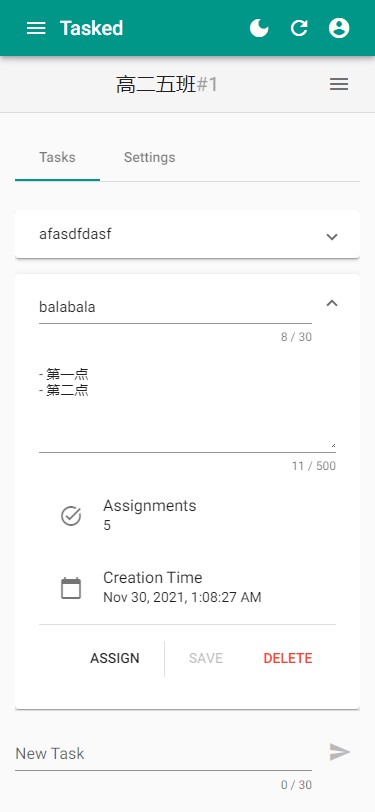 Tasked
高二五班#1
Tasks Settings
afasdfdasf
balabala
8 / 30
- 第一点
- 第二点
11 / 500
Assignments
5
Creation Time
Nov 30, 2021, 1:08:27 AM
ASSIGN SAVE DELETE
New Task
0 / 30